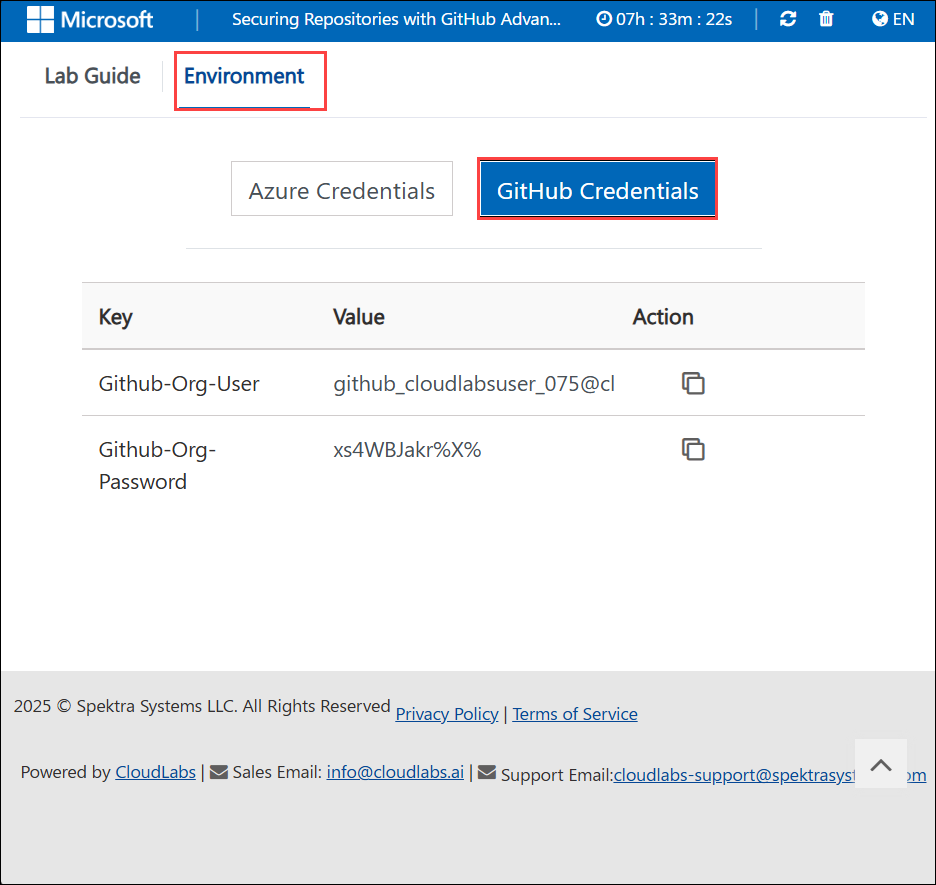 Microsoft | Securing Repositories with GitHub Advan... 07h : 33m : 22s | EN
Lab Guide Environment
Azure Credentials GitHub Credentials
Key Value Action
Github-Org-User github_cloudlabsuser_075@cl
Github-Org- xs4WBJakr%X%
Password
2025 © Spektra Systems LLC. All Rights Reserved Privacy Policy | Terms of Service
Powered by CloudLabs | Sales Email: info@cloudlabs.ai | Support Email:cloudlabs-support@spektrasys om